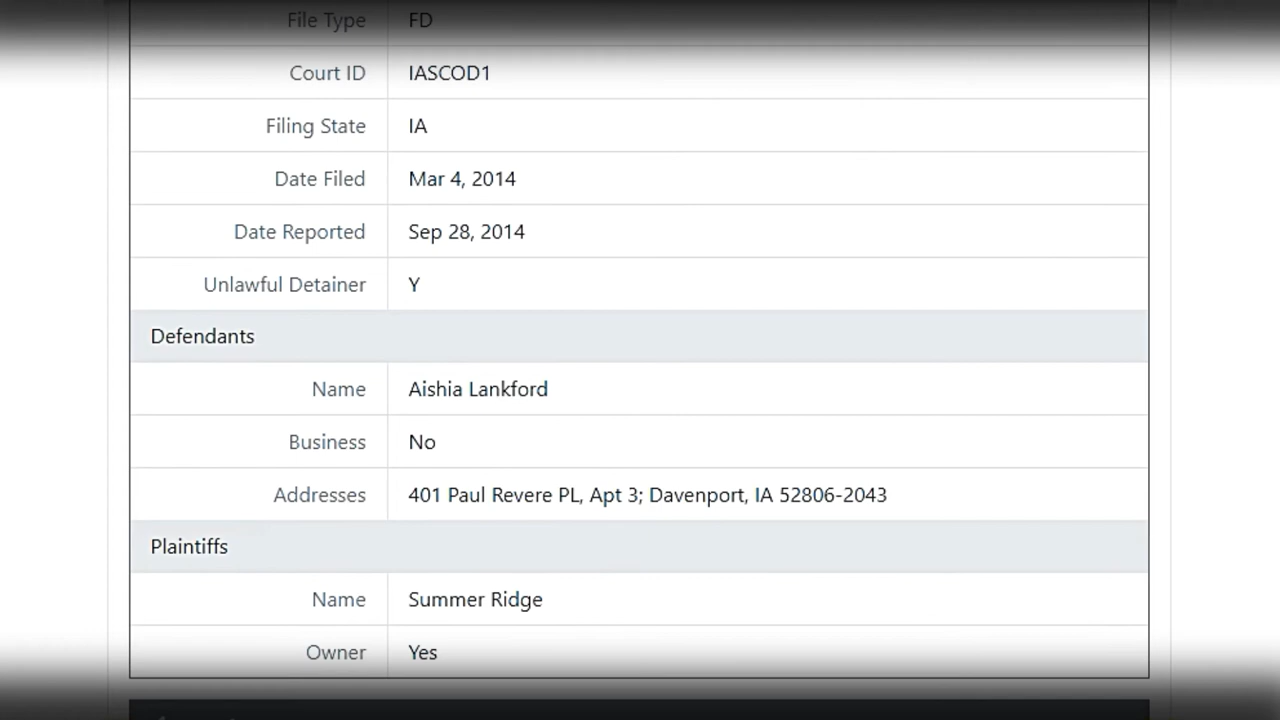 File Type FD
Court ID IASCOD1
Filing State IA
Date Filed Mar 4, 2014
Date Reported Sep 28, 2014
Unlawful Detainer Y
Defendants
Name Aishia Lankford
Business No
Addresses 401 Paul Revere PL, Apt 3; Davenport, IA 52806-2043
Plaintiffs
Name Summer Ridge
Owner Yes